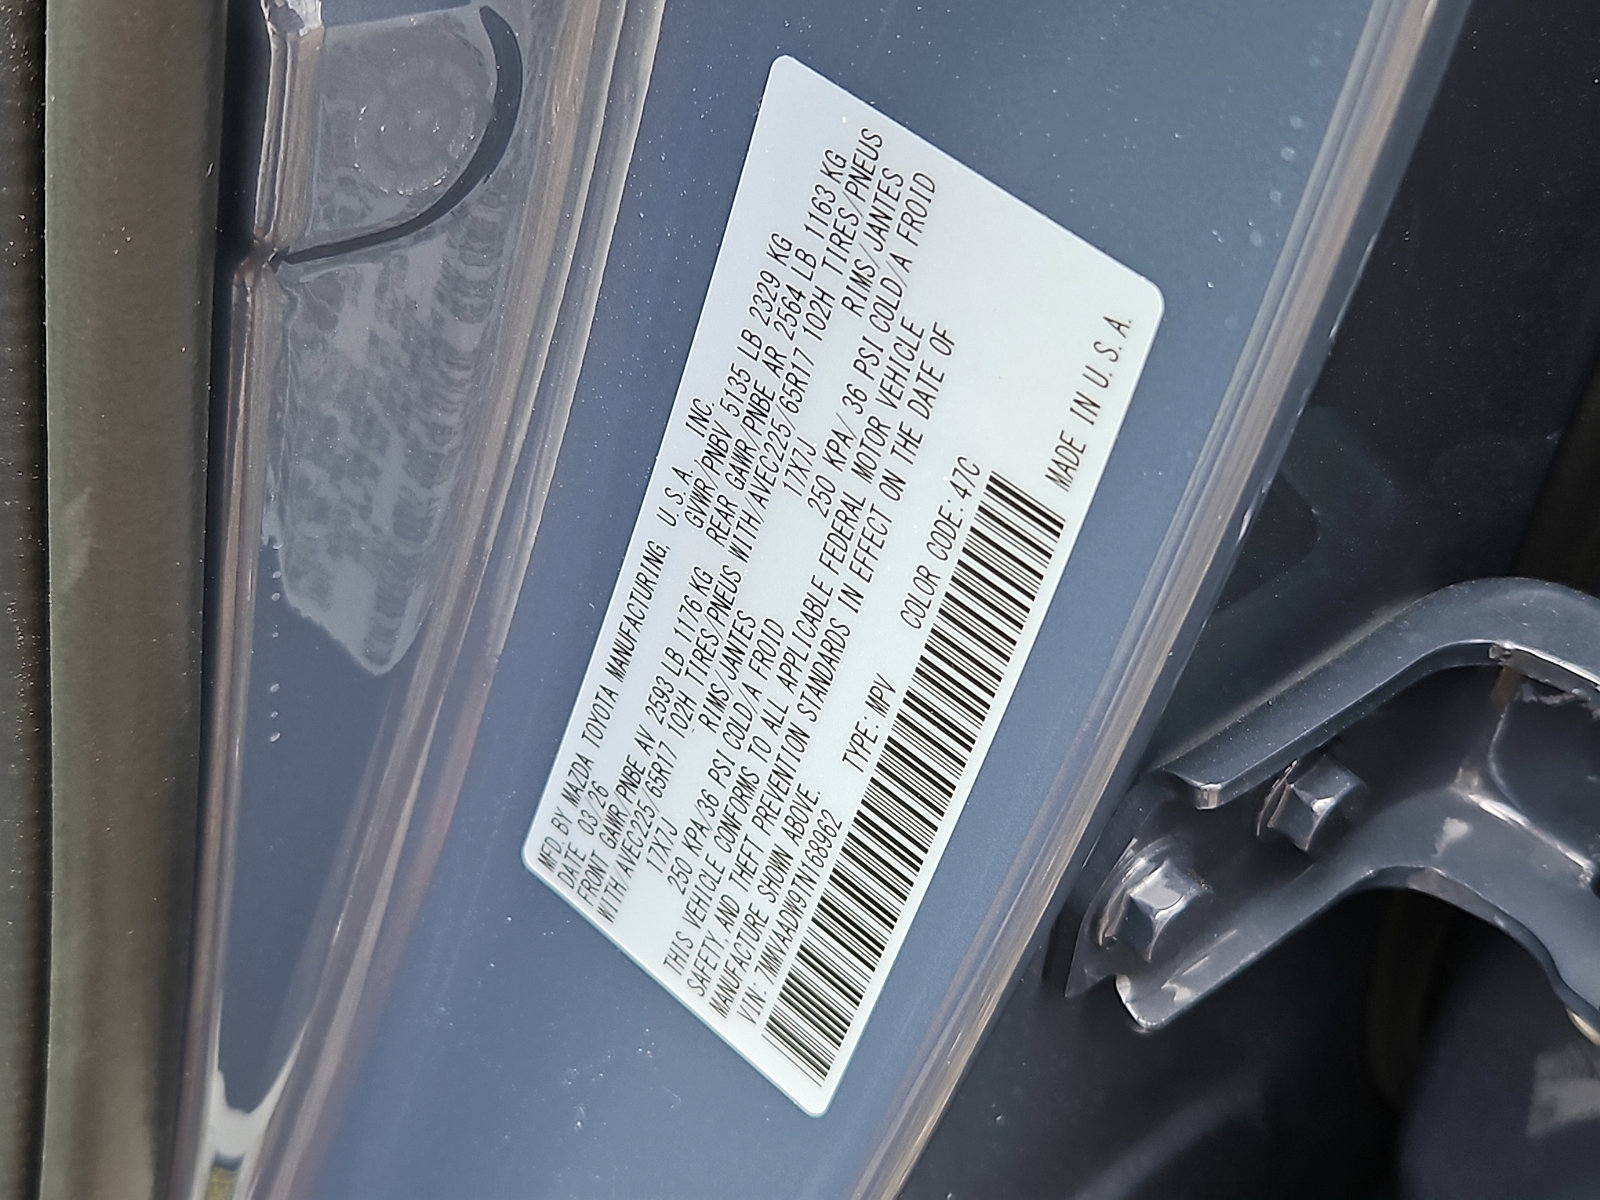 MFD. BY MAZDA TOYOTA MANUFACTURING, U.S.A., INC.
DATE 03/26 GVWR/PNBV 5135 LB 2329 KG
FRONT GAWR/PNBE AV 2593 LB 1176 KG REAR GAWR/PNBE AR 2564 LB 1163 KG
WITH/AVEC225/65R17 102H TIRES/PNEUS WITH/AVEC225/65R17 102H TIRES/PNEUS
17X7J RIMS/JANTES 17X7J RIMS/JANTES
250 KPA/36 PSI COLD/A FROID 250 KPA/ 36 PSI COLD/A FROID
THIS VEHICLE CONFORMS TO ALL APPLICABLE FEDERAL MOTOR VEHICLE
SAFETY, AND THEFT PREVENTION STANDARDS IN EFFECT ON THE DATE OF
MANUFACTURE SHOWN ABOVE.
VIN: 7MMVAADW9TN168962 TYPE: MPV COLOR CODE: 47C
MADE IN U.S.A.